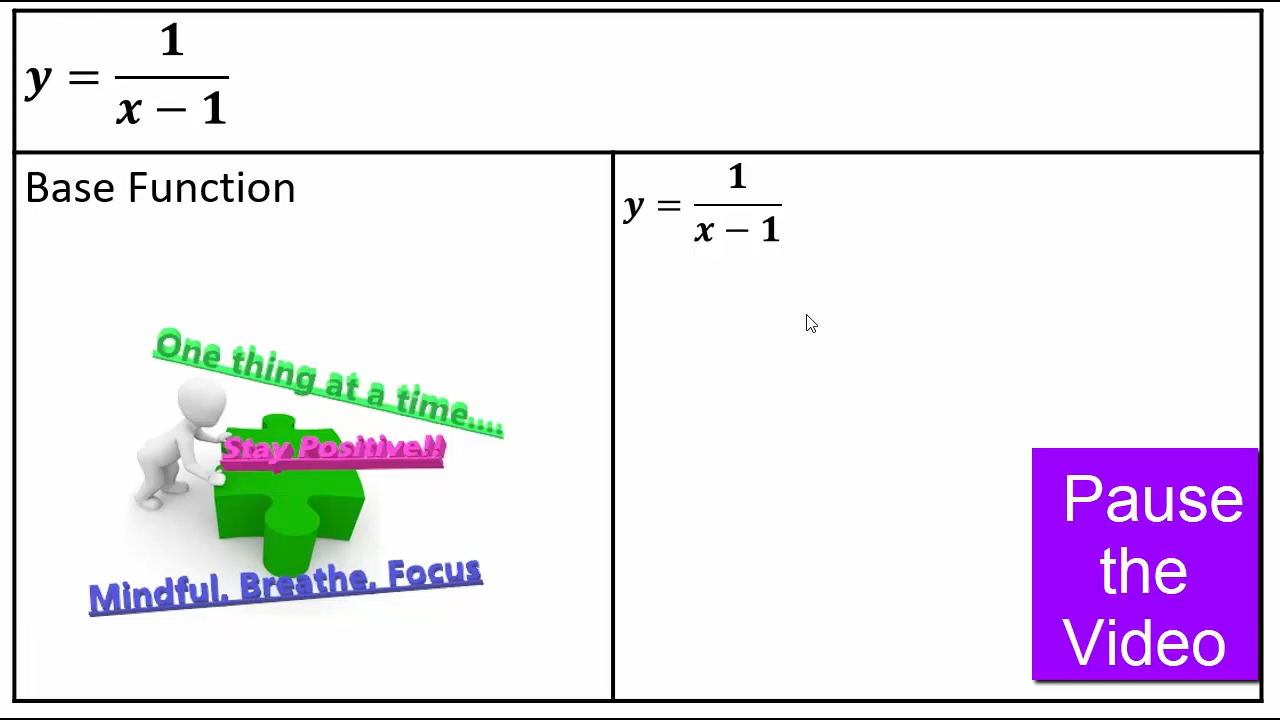 y = 1/(x − 1)
Base Function
One thing at a time....
Stay Positive!!
Mindful, Breathe, Focus
y = 1/(x − 1)
Pause
the
Video